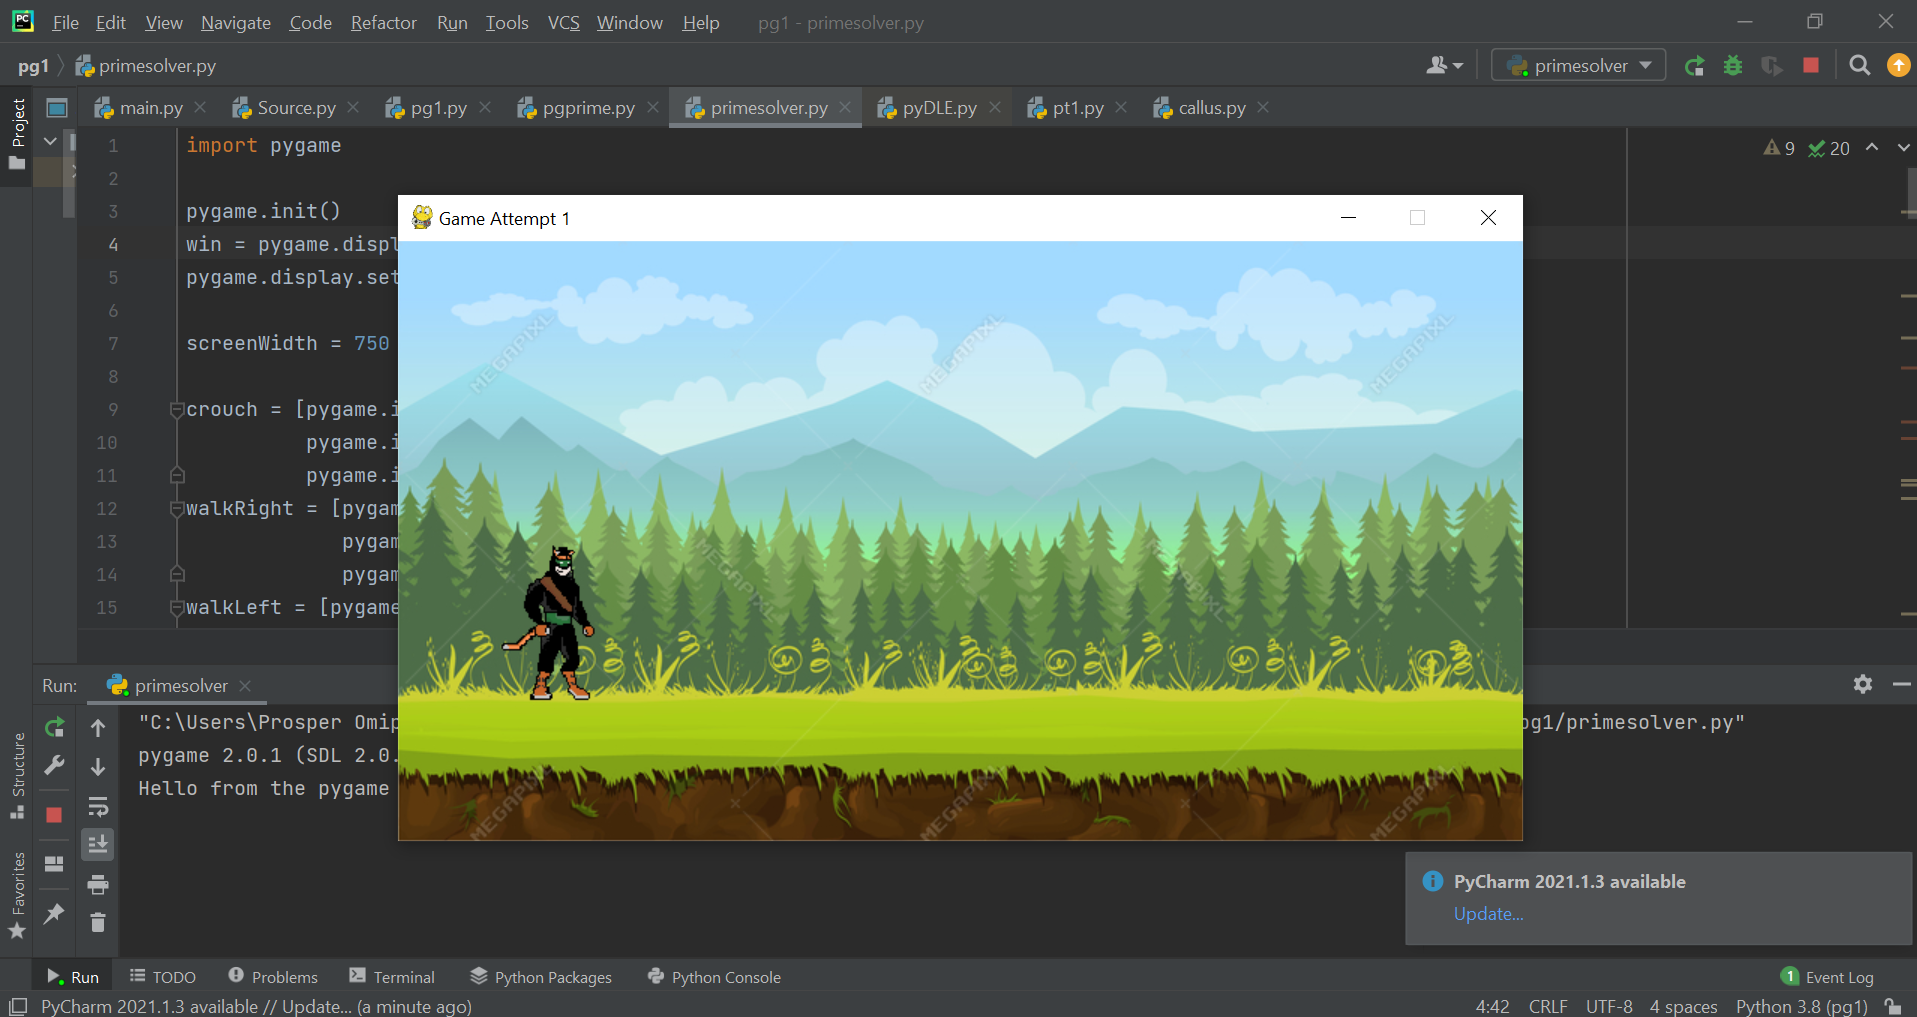 PC File Edit View Navigate Code Refactor Run Tools VCS Window Help pg1 - primesolver.py
pg1 primesolver.py primesolver
Project main.py Source.py pg1.py pgprime.py primesolver.py pyDLE.py pt1.py callus.py
1 import pygame 9 20
2
3 pygame.init()
4 win = pygame.displ
5 pygame.display.set
6
7 screenWidth = 750
8
9 crouch = [pygame.i
10 pygame.i
11 pygame.i
12 walkRight = [pygam
13 pygam
14 pygam
15 walkLeft = [pygame
Game Attempt 1
MEGAPIXL MEGAPIXL MEGAPIXL
MEGAPIXL MEGAPIXL
MEGAPIXL MEGAPIXL MEGAPIXL
Run: primesolver
"C:\Users\Prosper Omip pg1/primesolver.py"
pygame 2.0.1 (SDL 2.0.
Hello from the pygame
Structure
Favorites
PyCharm 2021.1.3 available
Update...
Run TODO Problems Terminal Python Packages Python Console 1 Event Log
PyCharm 2021.1.3 available // Update... (a minute ago) 4:42 CRLF UTF-8 4 spaces Python 3.8 (pg1)